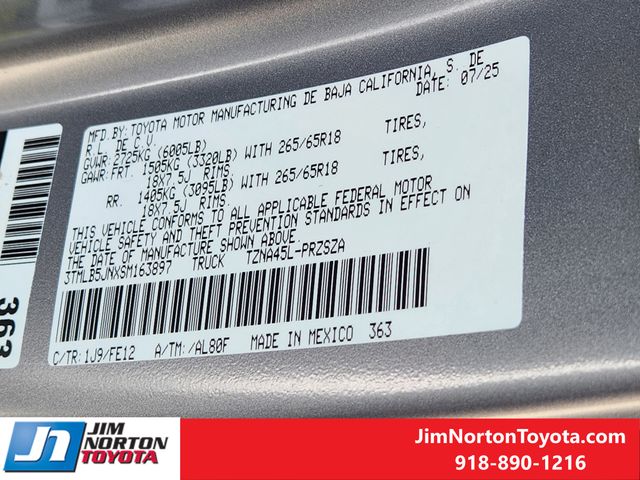 MFD.BY:TOYOTA MOTOR MANUFACTURING DE BAJA CALIFORNIA, S. DE
R.L. DE C.V. DATE: 07/25
GVWR: 2725KG (6005LB)
GAWR:FRT. 1505KG (3320LB) WITH 265/65R18 TIRES,
18X7.5J RIMS.
RR. 1405KG (3095LB) WITH 265/65R18 TIRES,
18X7.5J RIMS.
THIS VEHICLE CONFORMS TO ALL APPLICABLE FEDERAL MOTOR
VEHICLE SAFETY AND THEFT PREVENTION STANDARDS IN EFFECT ON
THE DATE OF MANUFACTURE SHOWN ABOVE
3TMLB5JNXSM163897 TRUCK TZNA45L-PRZSZA
C/TR: 1J9/FE12 A/TM: /AL80F MADE IN MEXICO 363
363
JIM
NORTON
TOYOTA
JimNortonToyota.com
918-890-1216